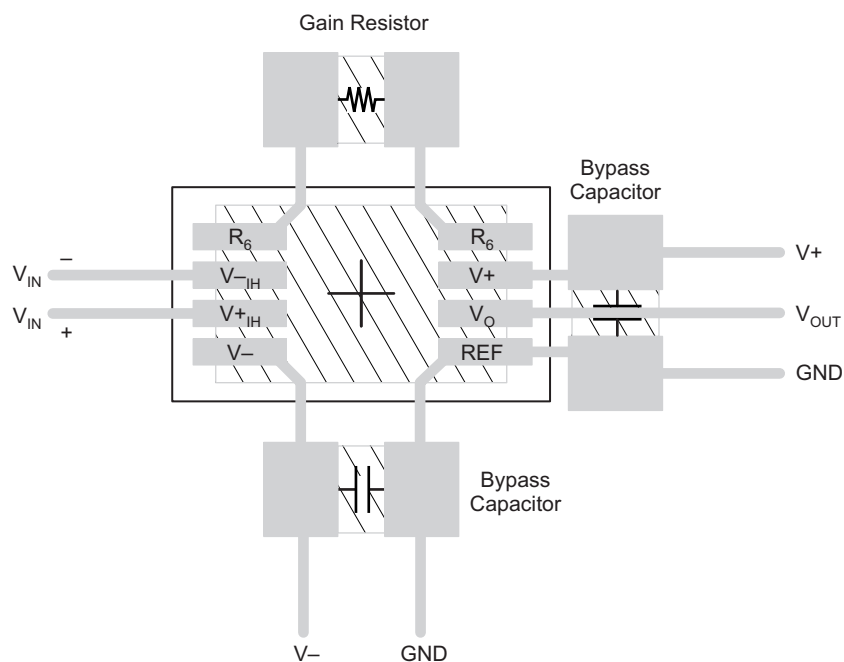 Gain Resistor
Bypass
Capacitor
R6
R6
V–IH
V+
V+IH
VO
V–
REF
VIN –
VIN +
V+
VOUT
GND
Bypass
Capacitor
V–
GND